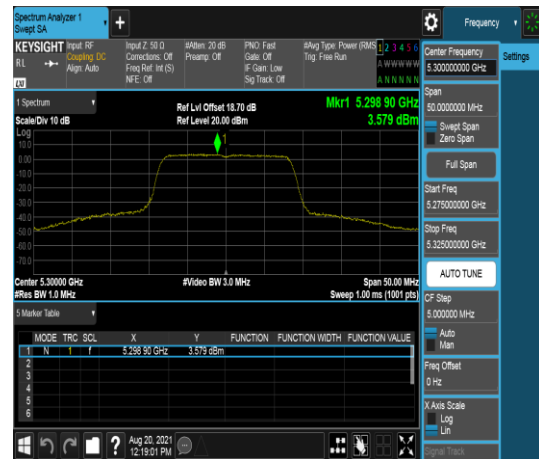 Spectrum Analyzer 1
Swept SA
+
Frequency
KEYSIGHT
Input: RF
Coupling: DC
Align: Auto
Input Z: 50 Ω
Corrections: Off
Freq Ref: Int (S)
NFE: Off
#Atten: 20 dB
Preamp: Off
PNO: Fast
Gate: Off
IF Gain: Low
Sig Track: Off
#Avg Type: Power (RMS
Trig: Free Run
1 2 3 4 5 6
A W W W W W
A N N N N N
RL
LXI
1 Spectrum
Scale/Div 10 dB
Ref Lvl Offset 18.70 dB
Ref Level 20.00 dBm
Mkr1 5.298 90 GHz
3.579 dBm
Log
10.0
0.00
-10.0
-20.0
-30.0
-40.0
-50.0
-60.0
-70.0
1
Center 5.30000 GHz
#Res BW 1.0 MHz
#Video BW 3.0 MHz
Span 50.00 MHz
Sweep 1.00 ms (1001 pts)
5 Marker Table
MODE TRC SCL X Y FUNCTION FUNCTION WIDTH FUNCTION VALUE
1 N 1 f 5.298 90 GHz 3.579 dBm
2
3
4
5
6
?
Aug 20, 2021
12:19:01 PM
Center Frequency
5.300000000 GHz
Settings
Span
50.0000000 MHz
Swept Span
Zero Span
Full Span
Start Freq
5.275000000 GHz
Stop Freq
5.325000000 GHz
AUTO TUNE
CF Step
5.000000 MHz
Auto
Man
Freq Offset
0 Hz
X Axis Scale
Log
Lin
Signal Track